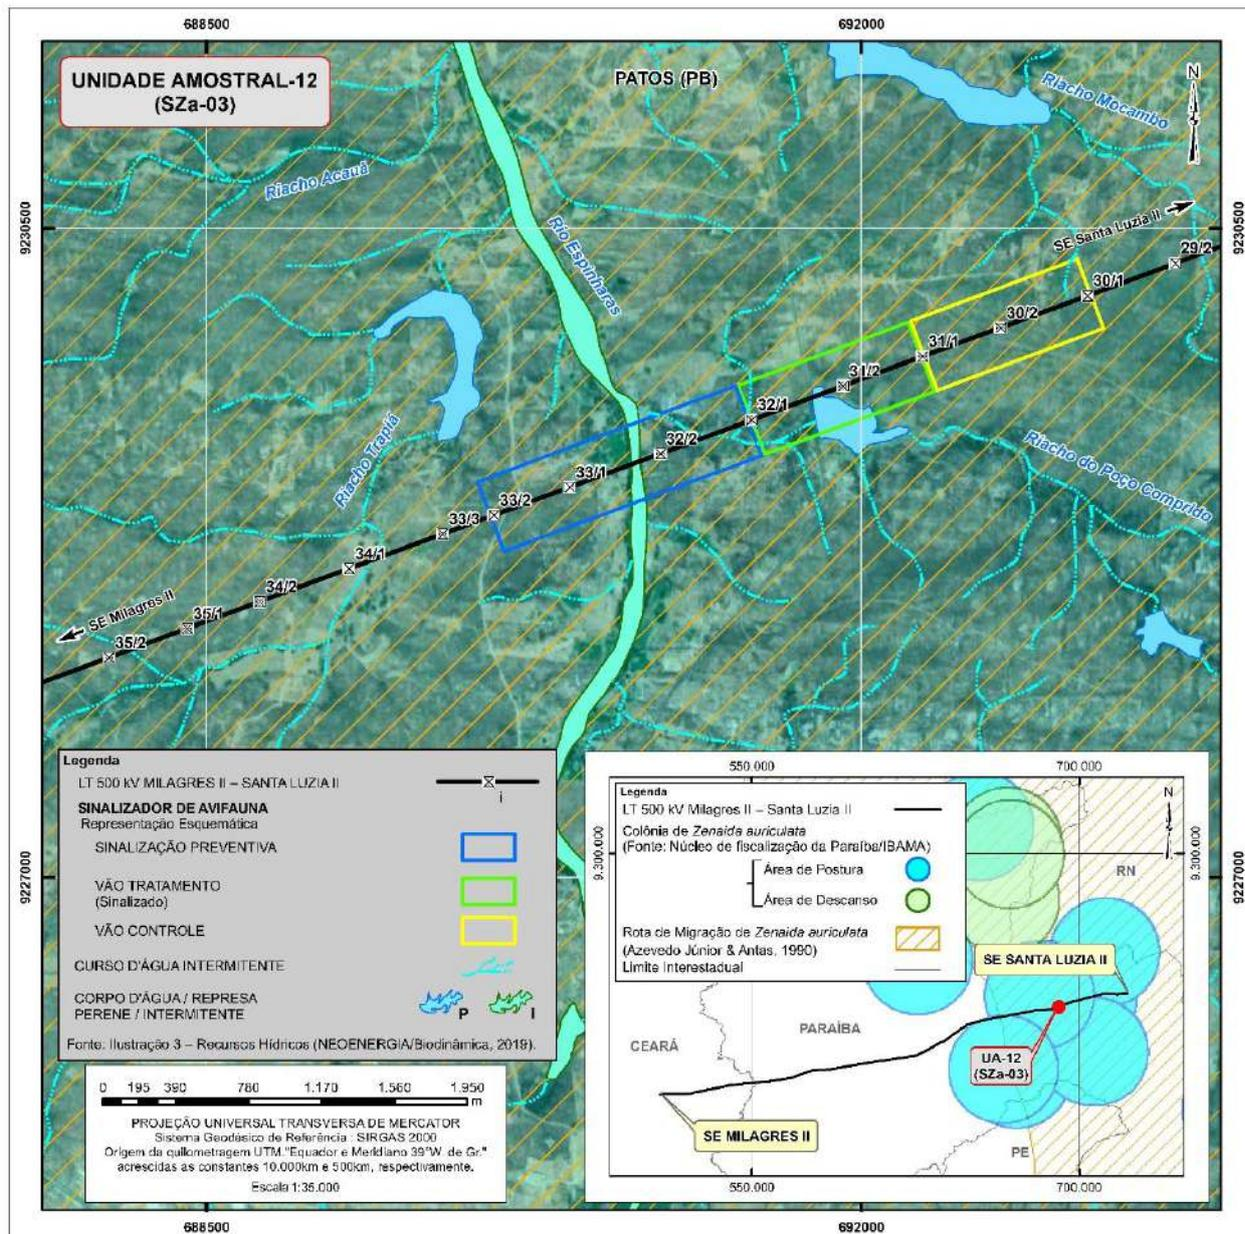 688500
692000
UNIDADE AMOSTRAL-12
(SZa-03)
PATOS (PB)
N
Riacho Mocambo
Riacho Acauã
9230500
9230500
Rio Espinharas
SE Santa Luzia II
29/2
30/1
30/2
31/1
31/2
32/1
32/2
33/1
33/2
33/3
34/1
34/2
35/1
35/2
Riacho Trapiá
Riacho do Poço Comprido
SE Milagres II
9227000
9227000
Legenda
LT 500 kV MILAGRES II – SANTA LUZIA II
i
SINALIZADOR DE AVIFAUNA
Representação Esquemática
SINALIZAÇÃO PREVENTIVA
VÃO TRATAMENTO
(Sinalizado)
VÃO CONTROLE
CURSO D'ÁGUA INTERMITENTE
CORPO D'ÁGUA / REPRESA
PERENE / INTERMITENTE
P
I
Fonte: Ilustração 3 – Recursos Hídricos (NEOENERGIA/Biodinâmica, 2019).
0 195 390 780 1.170 1.560 1.950
m
PROJEÇÃO UNIVERSAL TRANSVERSA DE MERCATOR
Sistema Geodésico de Referência : SIRGAS 2000
Origem da quilometragem UTM."Equador e Meridiano 39°W. de Gr."
acrescidas as constantes 10.000km e 500km, respectivamente.
Escala 1:35.000
550.000
700.000
Legenda
LT 500 kV Milagres II – Santa Luzia II
Colônia de Zenaida auriculata
(Fonte: Núcleo de fiscalização da Paraíba/IBAMA)
Área de Postura
Área de Descanso
Rota de Migração de Zenaida auriculata
(Azevedo Júnior & Antas, 1990)
Limite Interestadual
N
9.300.000
9.300.000
RN
SE SANTA LUZIA II
PARAÍBA
CEARÁ
UA-12
(SZa-03)
SE MILAGRES II
PE
550.000
700.000
688500
692000